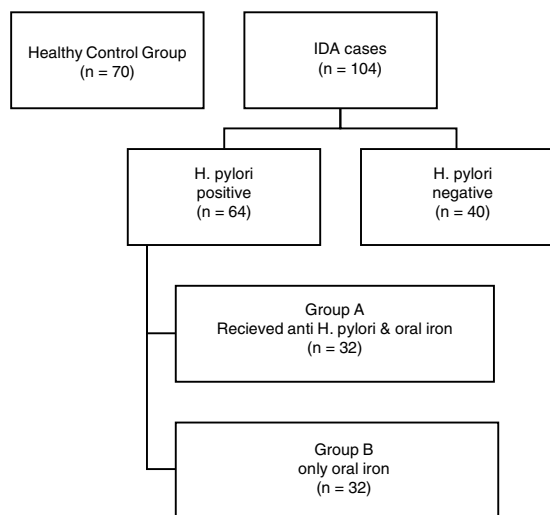 Healthy Control Group
(n = 70)
IDA cases
(n = 104)
H. pylori
positive
(n = 64)
H. pylori
negative
(n = 40)
Group A
Recieved anti H. pylori & oral iron
(n = 32)
Group B
only oral iron
(n = 32)